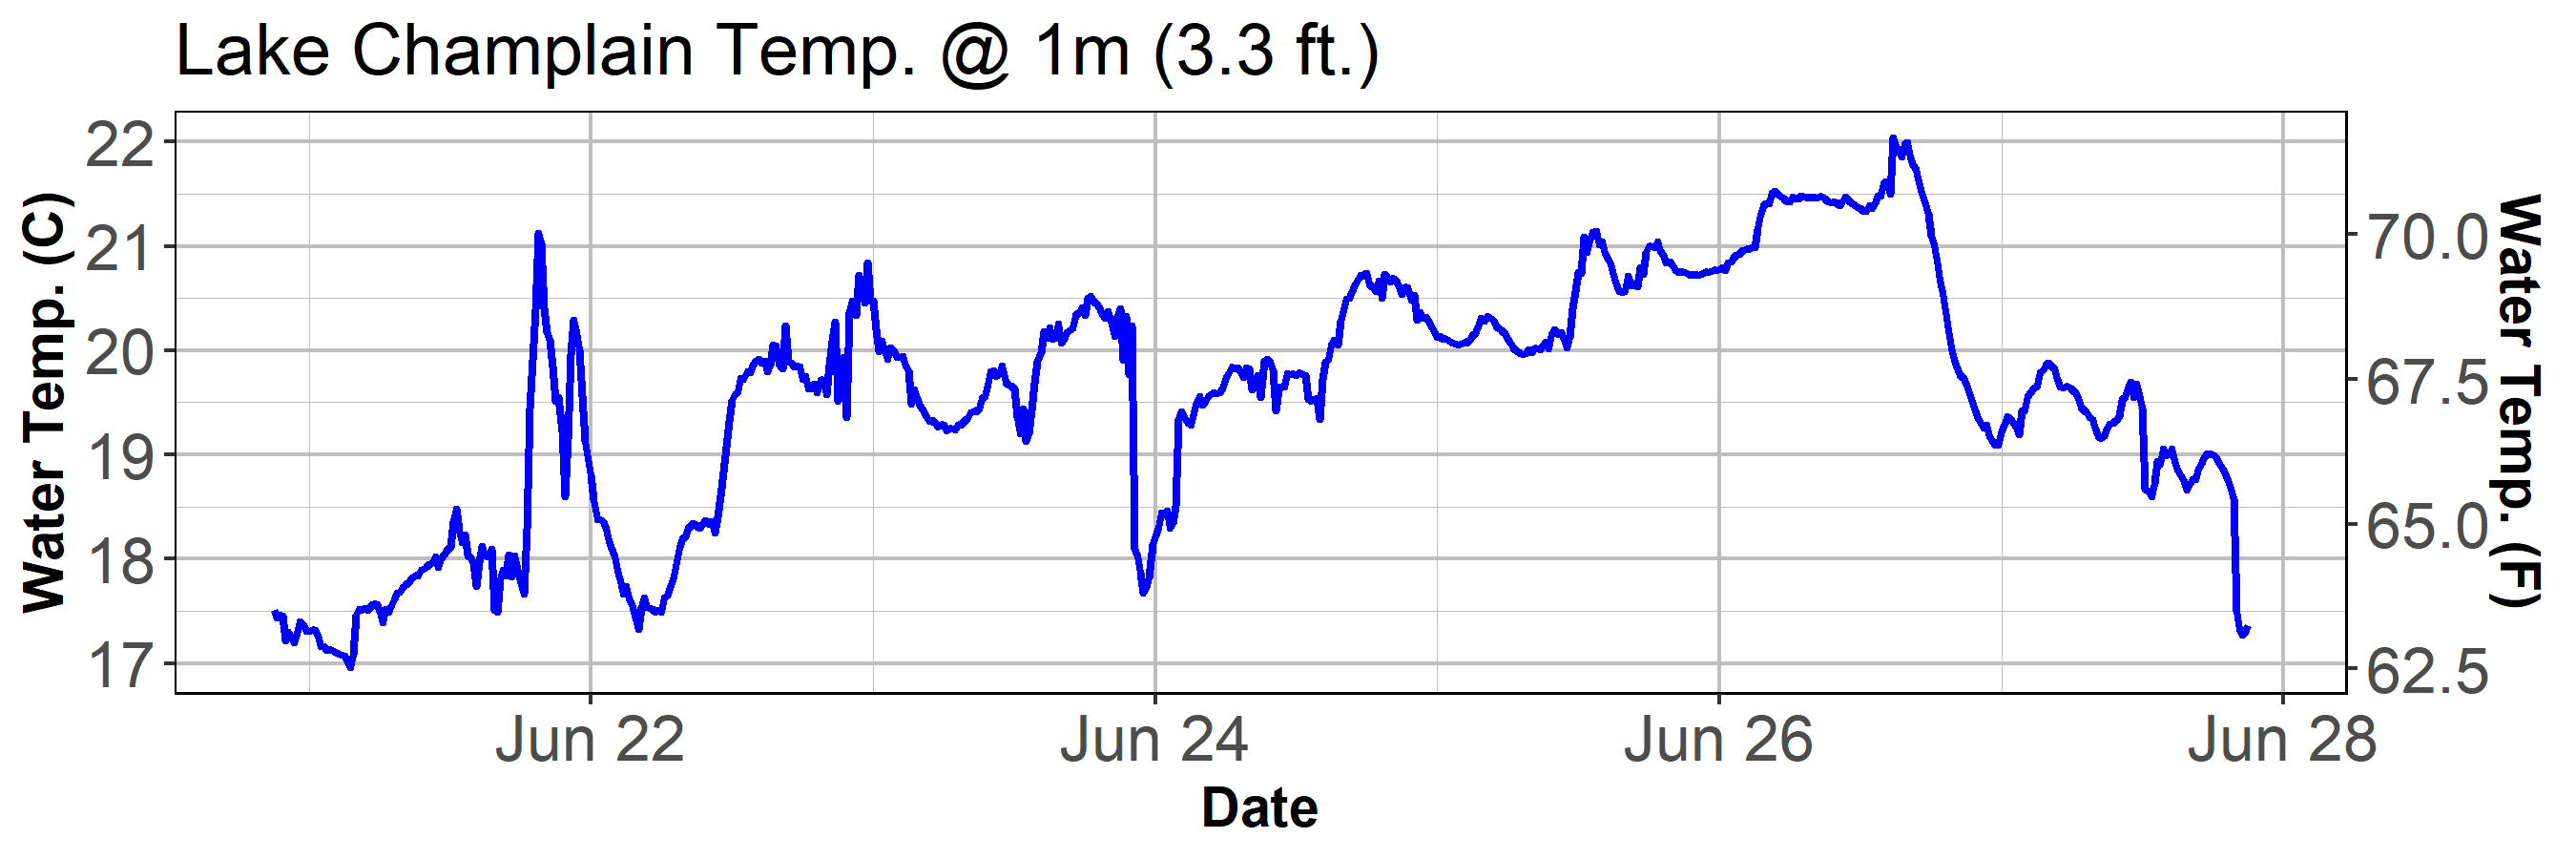 Lake Champlain Temp. @ 1m (3.3 ft.)
Water Temp. (C)
22
21
20
19
18
17
70.0
67.5
65.0
62.5
Water Temp. (F)
Jun 22 Jun 24 Jun 26 Jun 28
Date